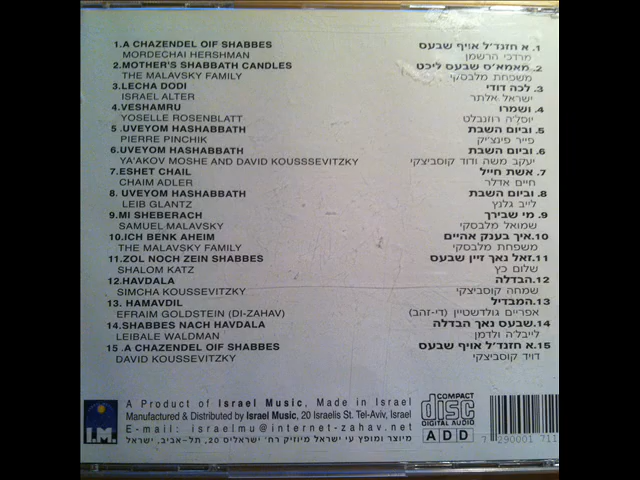 1.A CHAZENDEL OIF SHABBES
MORDECHAI HERSHMAN
2.MOTHER'S SHABBATH CANDLES
THE MALAVSKY FAMILY
3.LECHA DODI
ISRAEL ALTER
4.VESHAMRU
YOSELLE ROSENBLATT
5 .UVEYOM HASHABBATH
PIERRE PINCHIK
6.UVEYOM HASHABBATH
YA'AKOV MOSHE AND DAVID KOUSSSEVITZKY
7.ESHET CHAIL
CHAIM ADLER
8 . UVEYOM HASHABBATH
LEIB GLANTZ
9.MI SHEBERACH
SAMUEL MALAVSKY
10.ICH BENK AHEIM
THE MALAVSKY FAMILY
11.ZOL NOCH ZEIN SHABBES
SHALOM KATZ
12.HAVDALA
SIMCHA KOUSSEVITZKY
13. HAMAVDIL
EFRAIM GOLDSTEIN (DI-ZAHAV)
14.SHABBES NACH HAVDALA
LEIBALE WALDMAN
15 .A CHAZENDEL OIF SHABBES
DAVID KOUSSEVITZKY
1. א חזנד'ל אויף שבעס
מרדכי הרשמן
2. מאמא'ס שבעס ליכט
משפחת מלבסקי
3. לכה דודי
ישראל אלתר
4. ושמרו
יוסל'ה רוזנבלט
5. וביום השבת
פייר פינצ'יק
6. וביום השבת
יעקב משה ודוד קוסביצקי
7. אשת חייל
חיים אדלר
8. וביום השבת
לייב גלנץ
9. מי שבירך
שמואל מלבסקי
10.איך בענק אהיים
משפחת מלבסקי
11.זאל נאך זיין שבעס
שלום כץ
12.הבדלה
שמחה קוסביצקי
13.המבדיל
אפריים גולדשטיין (די-זהב)
14.שבעס נאך הבדלה
לייבל'ה ולדמן
15.א חזנד'ל אויף שבעס
דויד קוסביצקי
I.M.
A Product of Israel Music, Made in Israel
Manufactured & Distributed by Israel Music, 20 Israelis St. Tel-Aviv, Israel
E-mail: israelmu@internet-zahav.net
מיוצר ומופץ ע"י ישראל מיוזיק רח' ישראליס 20, תל-אביב, ישראל
COMPACT
disc
DIGITAL AUDIO
ADD
7 290001 711